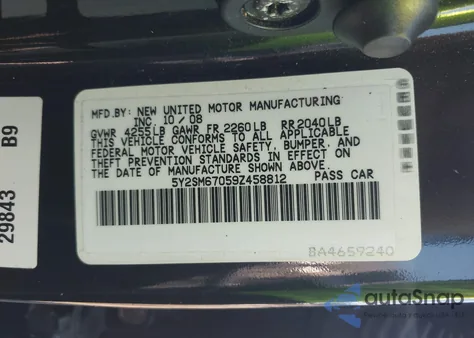 MFD.BY: NEW UNITED MOTOR MANUFACTURING
INC. 10 / 08
GVWR 4255LB GAWR FR 2260LB RR2040LB
THIS VEHICLE CONFORMS TO ALL APPLICABLE
FEDERAL MOTOR VEHICLE SAFETY, BUMPER, AND
THEFT PREVENTION STANDARDS IN EFFECT ON
THE DATE OF MANUFACTURE SHOWN ABOVE.
5Y2SM67059Z458812 PASS CAR
BA4659240
29843 B9
autoSnap